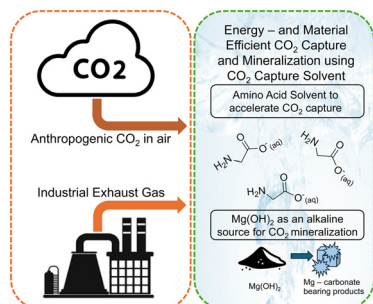 CO2
Anthropogenic CO₂ in air
Industrial Exhaust Gas
Energy – and Material
Efficient CO₂ Capture
and Mineralization using
CO₂ Capture Solvent
Amino Acid Solvent to
accelerate CO₂ capture
H₂N O O⁻(aq)
H₂N O O⁻(aq)
H₂N O O⁻(aq)
Mg(OH)₂ as an alkaline
source for CO₂ mineralization
Mg(OH)₂
Mg – carbonate
bearing products